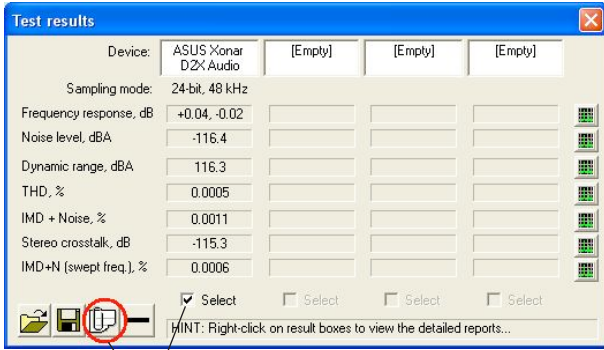 Test results
Device: ASUS Xonar D2X Audio [Empty] [Empty] [Empty]
Sampling mode: 24-bit, 48 kHz
Frequency response, dB +0.04, -0.02
Noise level, dBA -116.4
Dynamic range, dBA 116.3
THD, % 0.0005
IMD + Noise, % 0.0011
Stereo crosstalk, dB -115.3
IMD+N (swept freq.), % 0.0006
Select Select Select Select
HINT: Right-click on result boxes to view the detailed reports...